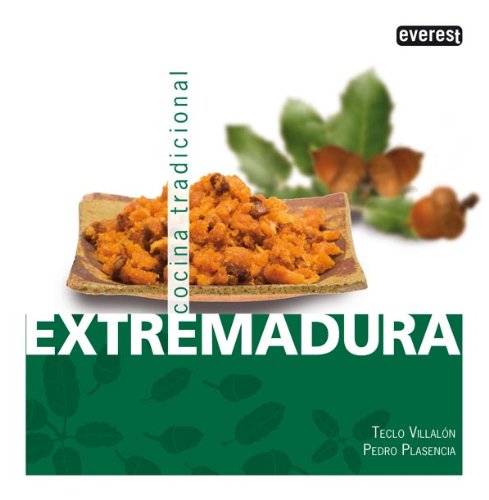 everest
cocina tradicional
EXTREMADURA
TECLO VILLALÓN
PEDRO PLASENCIA